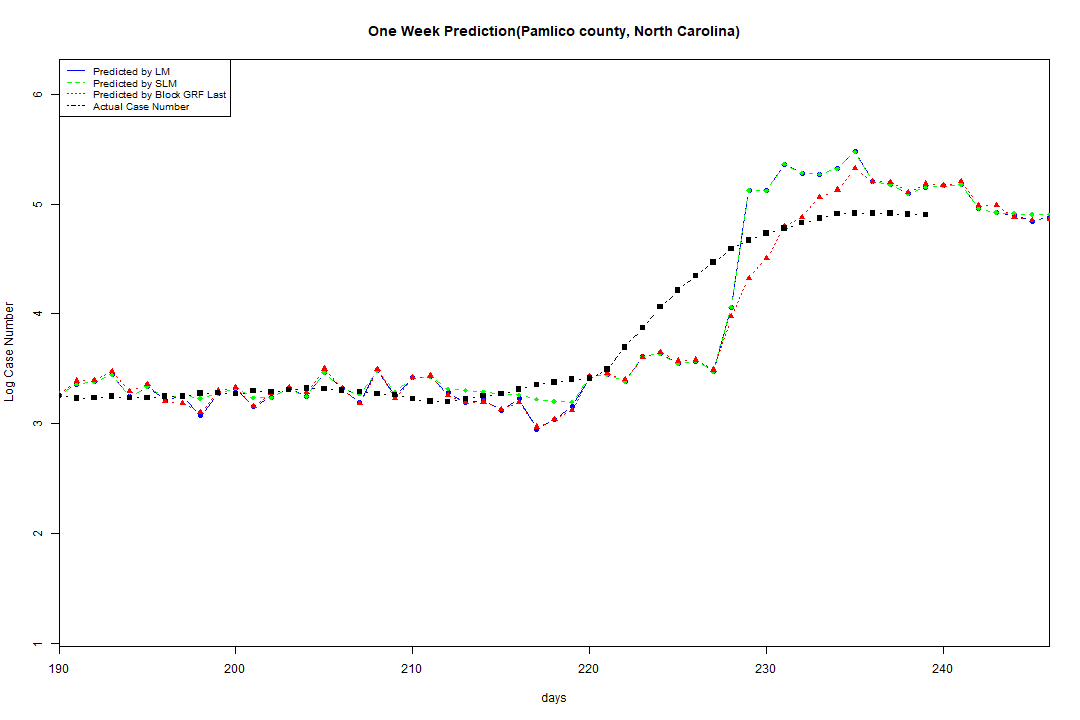 One Week Prediction(Pamlico county, North Carolina)
Predicted by LM
Predicted by SLM
Predicted by Block GRF Last
Actual Case Number
6
5
4
3
2
1
Log Case Number
190 200 210 220 230 240
days